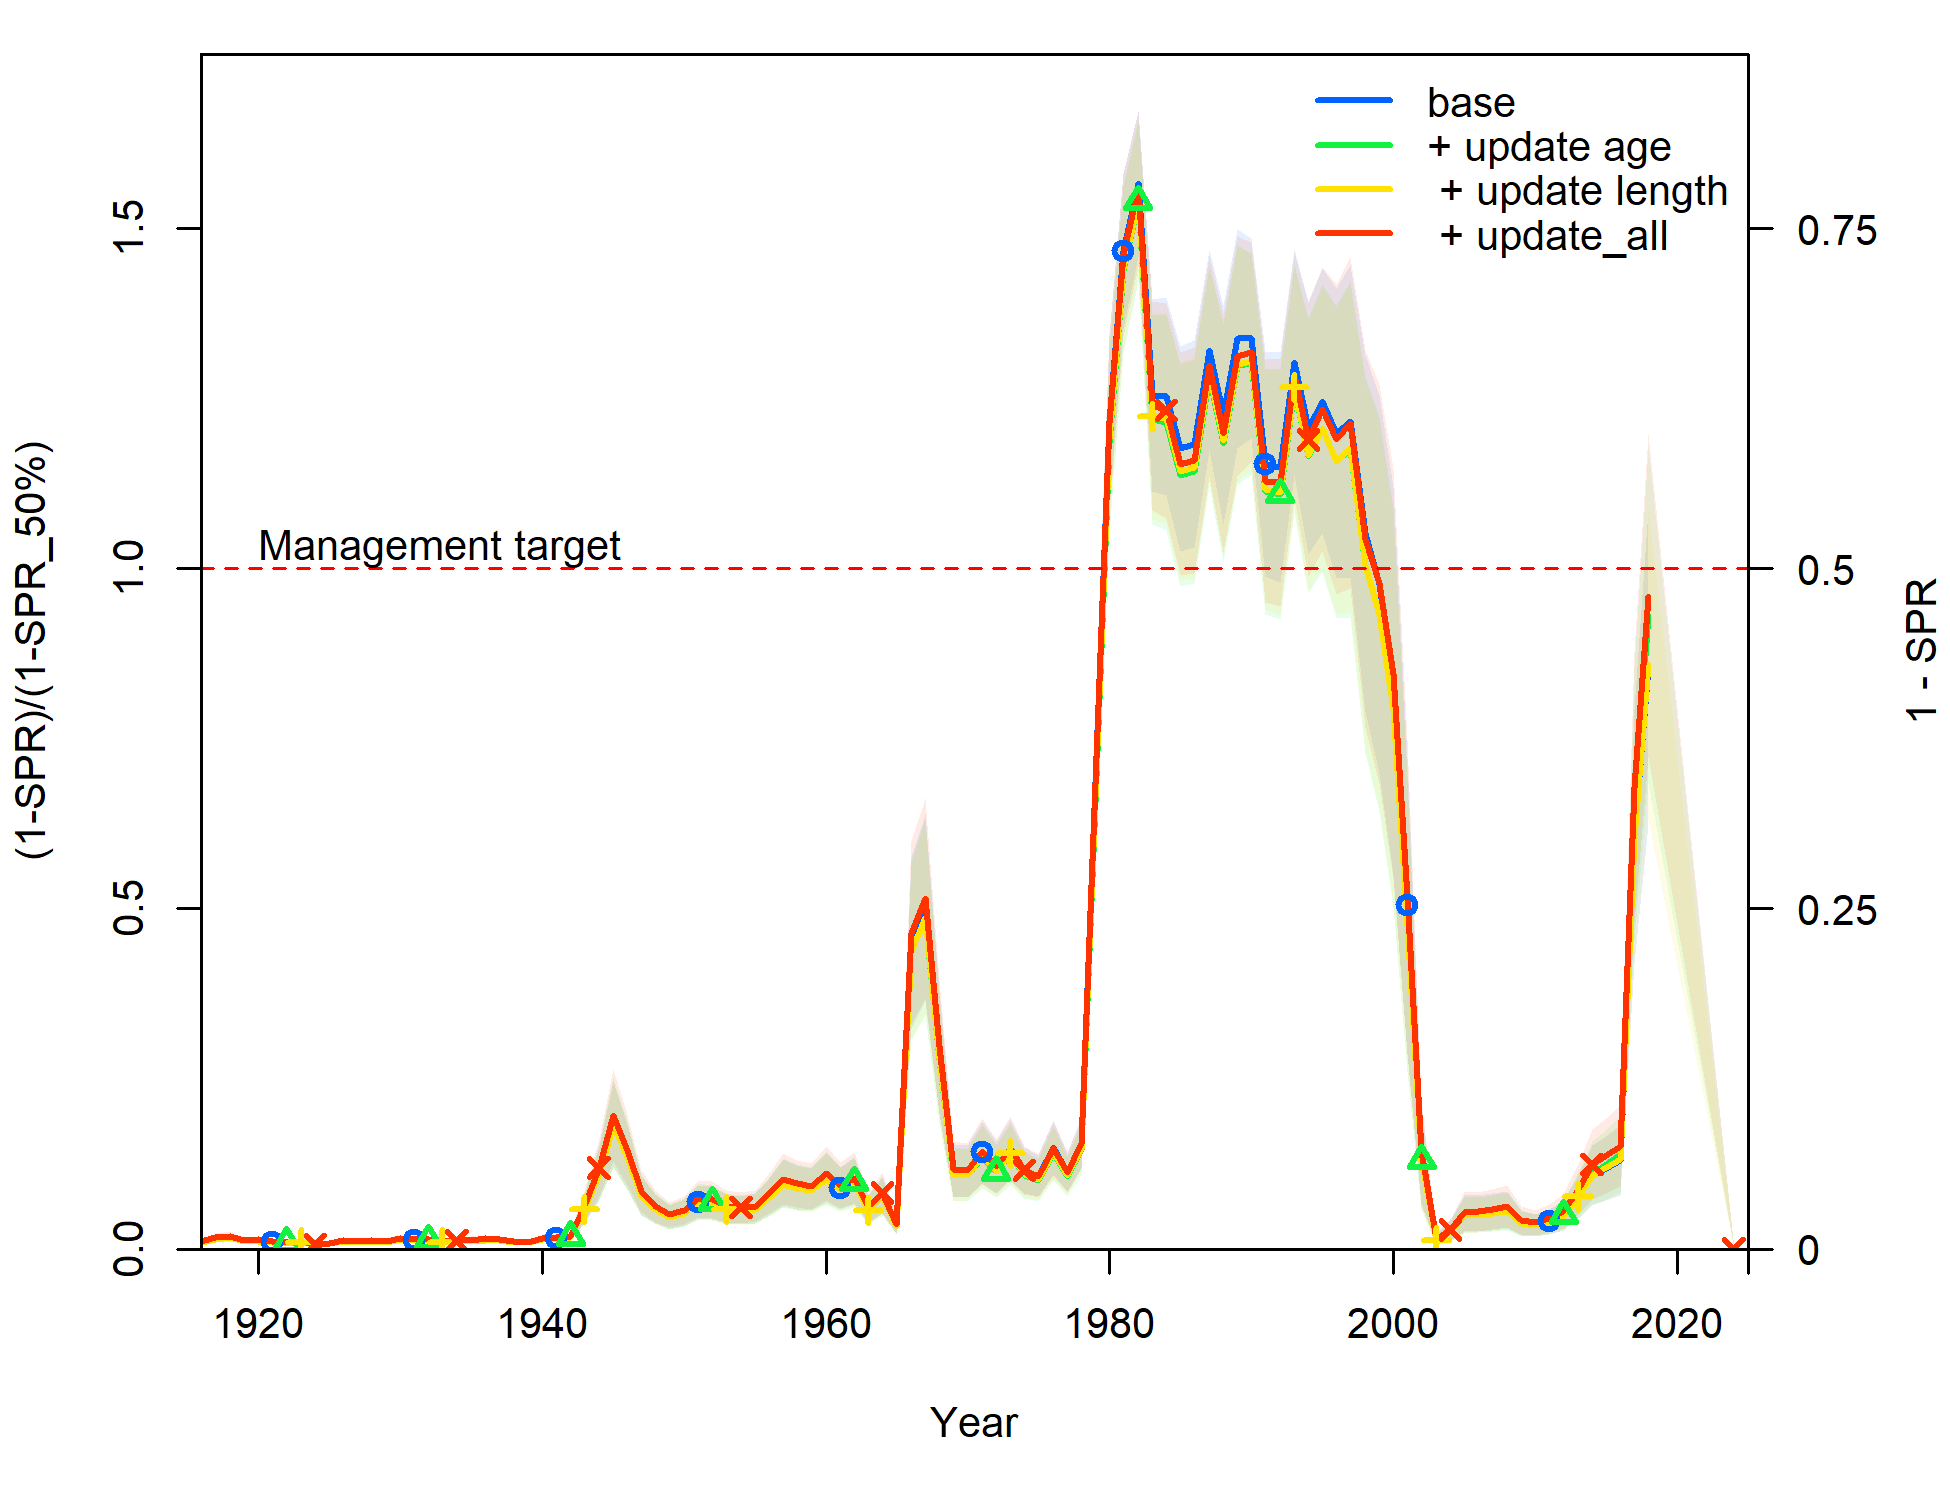 base
+ update age
+ update length
+ update_all
Management target
(1-SPR)/(1-SPR_50%)
0.0
0.5
1.0
1.5
1 - SPR
0
0.25
0.5
0.75
1920
1940
1960
1980
2000
2020
Year